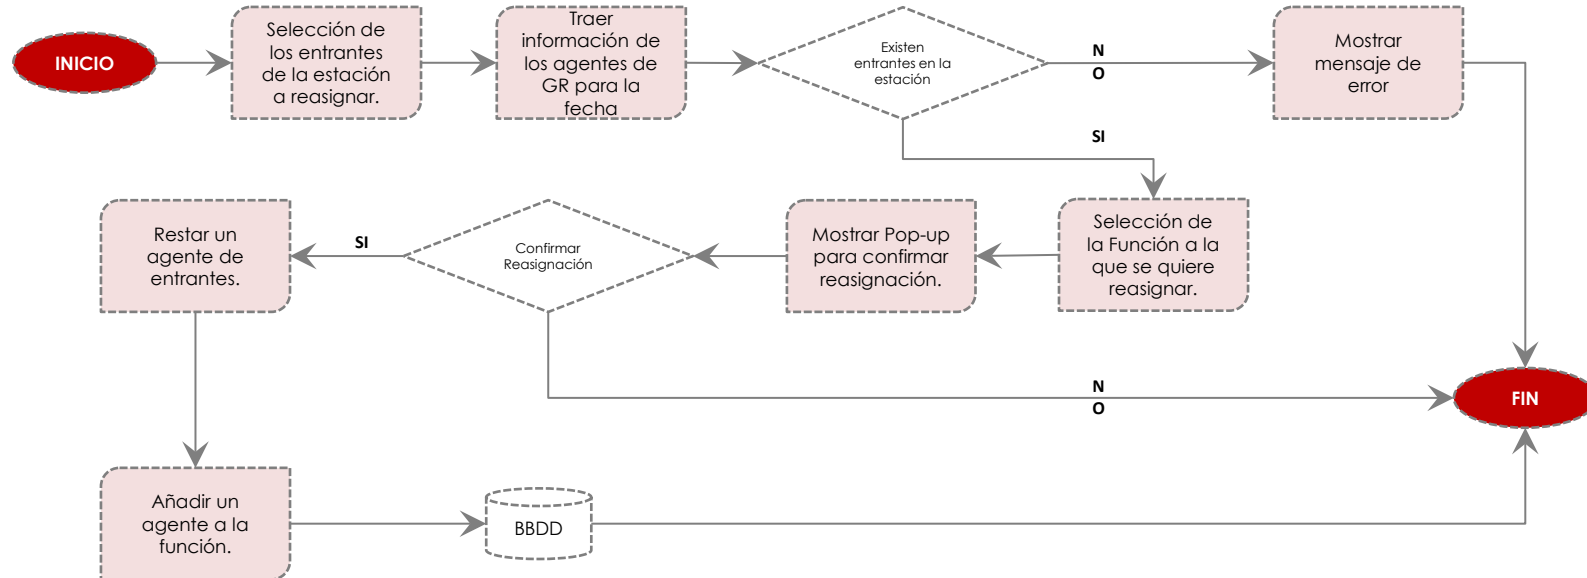 INICIO
Selección de
los entrantes
de la estación
a reasignar.
Traer
información de
los agentes de
GR para la
fecha
Existen
entrantes en la
estación
N
O
Mostrar
mensaje de
error
SI
Restar un
agente de
entrantes.
SI
Confirmar
Reasignación
Mostrar Pop-up
para confirmar
reasignación.
Selección de
la Función a la
que se quiere
reasignar.
N
O
FIN
Añadir un
agente a la
función.
BBDD